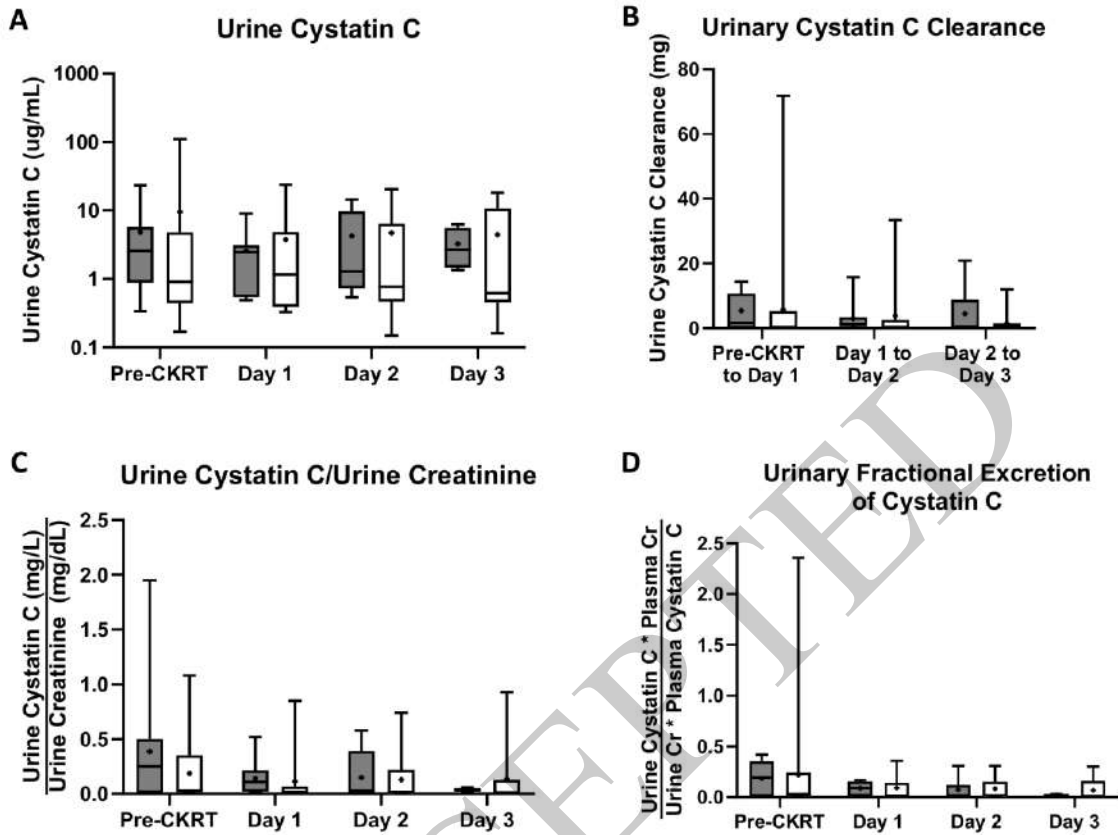 A
Urine Cystatin C
Urine Cystatin C (ug/mL)
1000
100
10
1
0.1
Pre-CKRT
Day 1
Day 2
Day 3
B
Urinary Cystatin C Clearance
Urine Cystatin C Clearance (mg)
80
60
40
20
0
Pre-CKRT
to Day 1
Day 1 to
Day 2
Day 2 to
Day 3
C
Urine Cystatin C/Urine Creatinine
Urine Cystatin C (mg/L)
Urine Creatinine (mg/dL)
2.5
2.0
1.5
1.0
0.5
0.0
Pre-CKRT
Day 1
Day 2
Day 3
D
Urinary Fractional Excretion
of Cystatin C
Urine Cystatin C * Plasma Cr
Urine Cr * Plasma Cystatin C
2.5
2.0
1.5
1.0
0.5
0.0
Pre-CKRT
Day 1
Day 2
Day 3
CEPTED